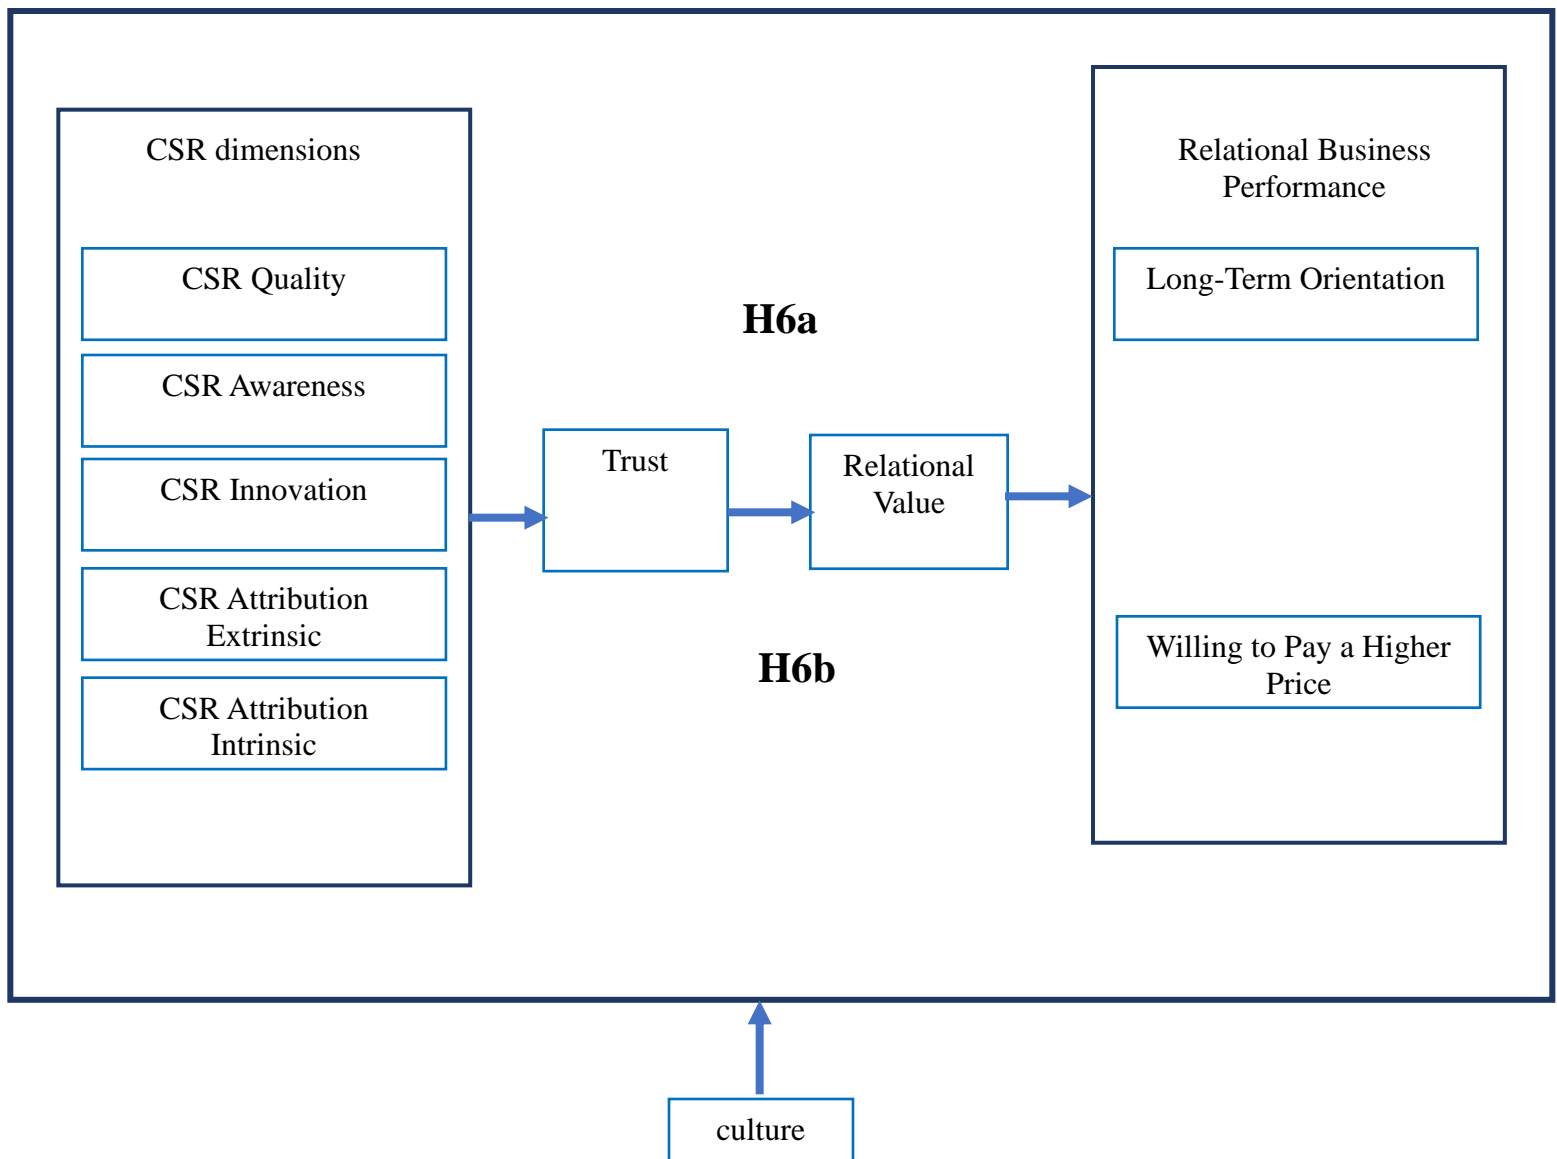 CSR dimensions
CSR Quality
CSR Awareness
CSR Innovation
CSR Attribution
Extrinsic
CSR Attribution
Intrinsic
H6a
Trust
Relational
Value
H6b
Relational Business
Performance
Long-Term Orientation
Willing to Pay a Higher
Price
culture